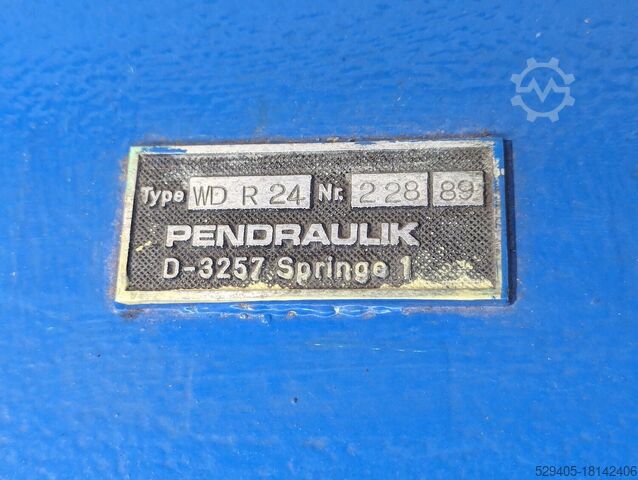 Type WD R 24 Nr. 2 28 89
PENDRAULIK
D-3257 Springe 1
529405-18142406